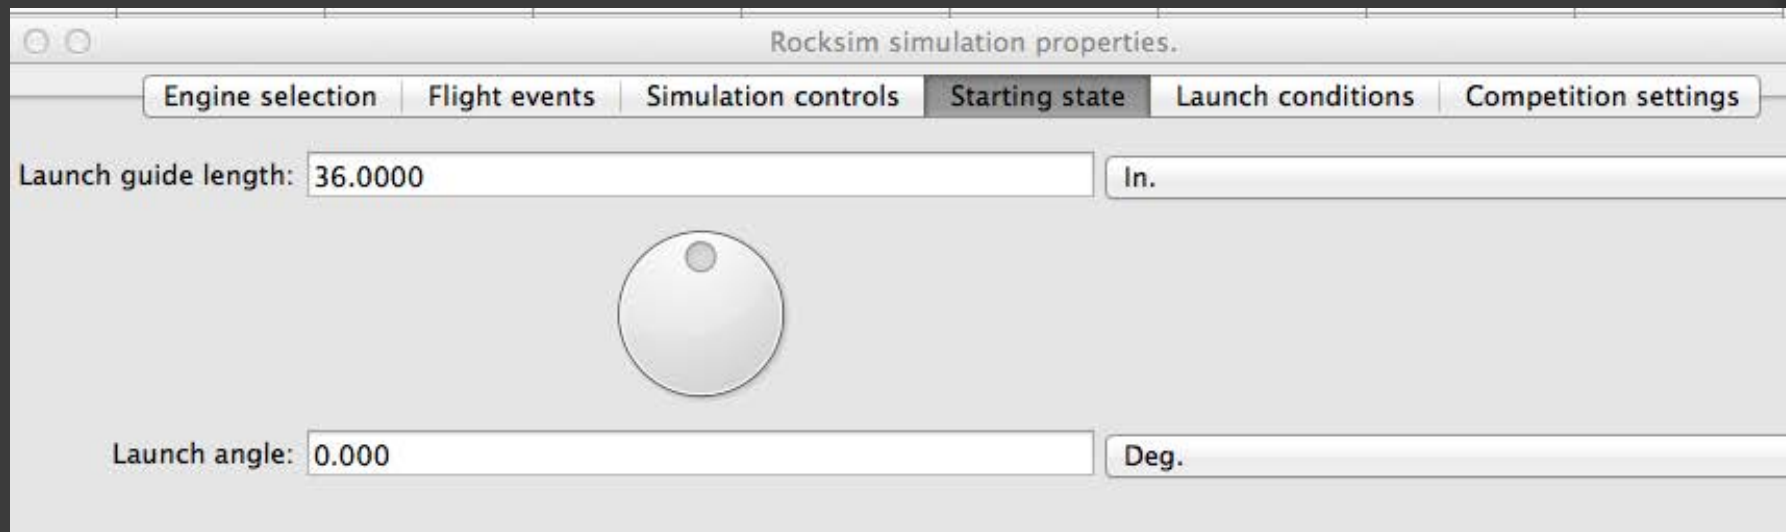 Rocksim simulation properties.
Engine selection Flight events Simulation controls Starting state Launch conditions Competition settings
Launch guide length: 36.0000 In.
Launch angle: 0.000 Deg.